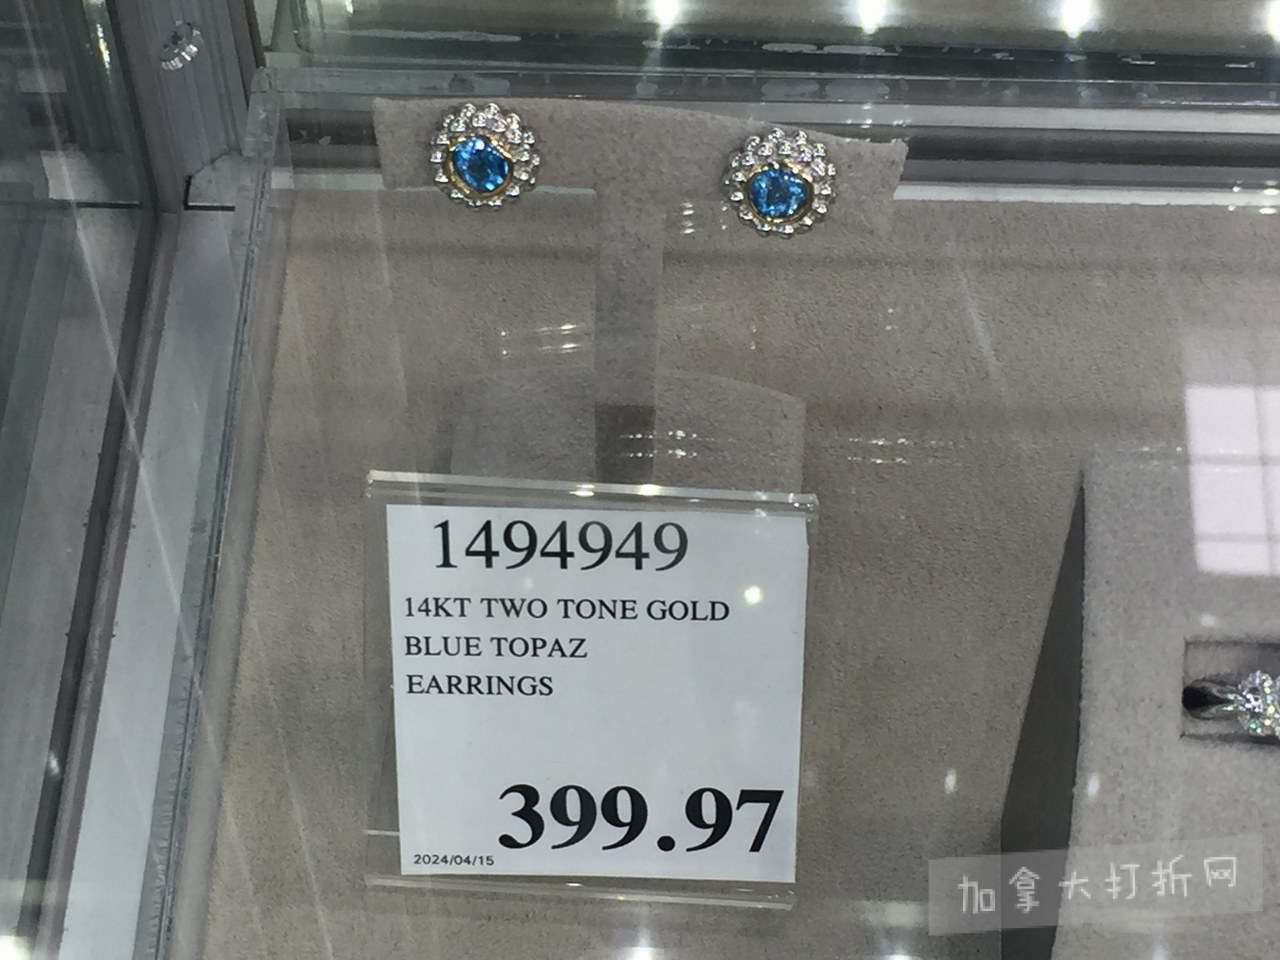 1494949
14KT TWO TONE GOLD
BLUE TOPAZ
EARRINGS
399.97
2024/04/15
加拿大打折网